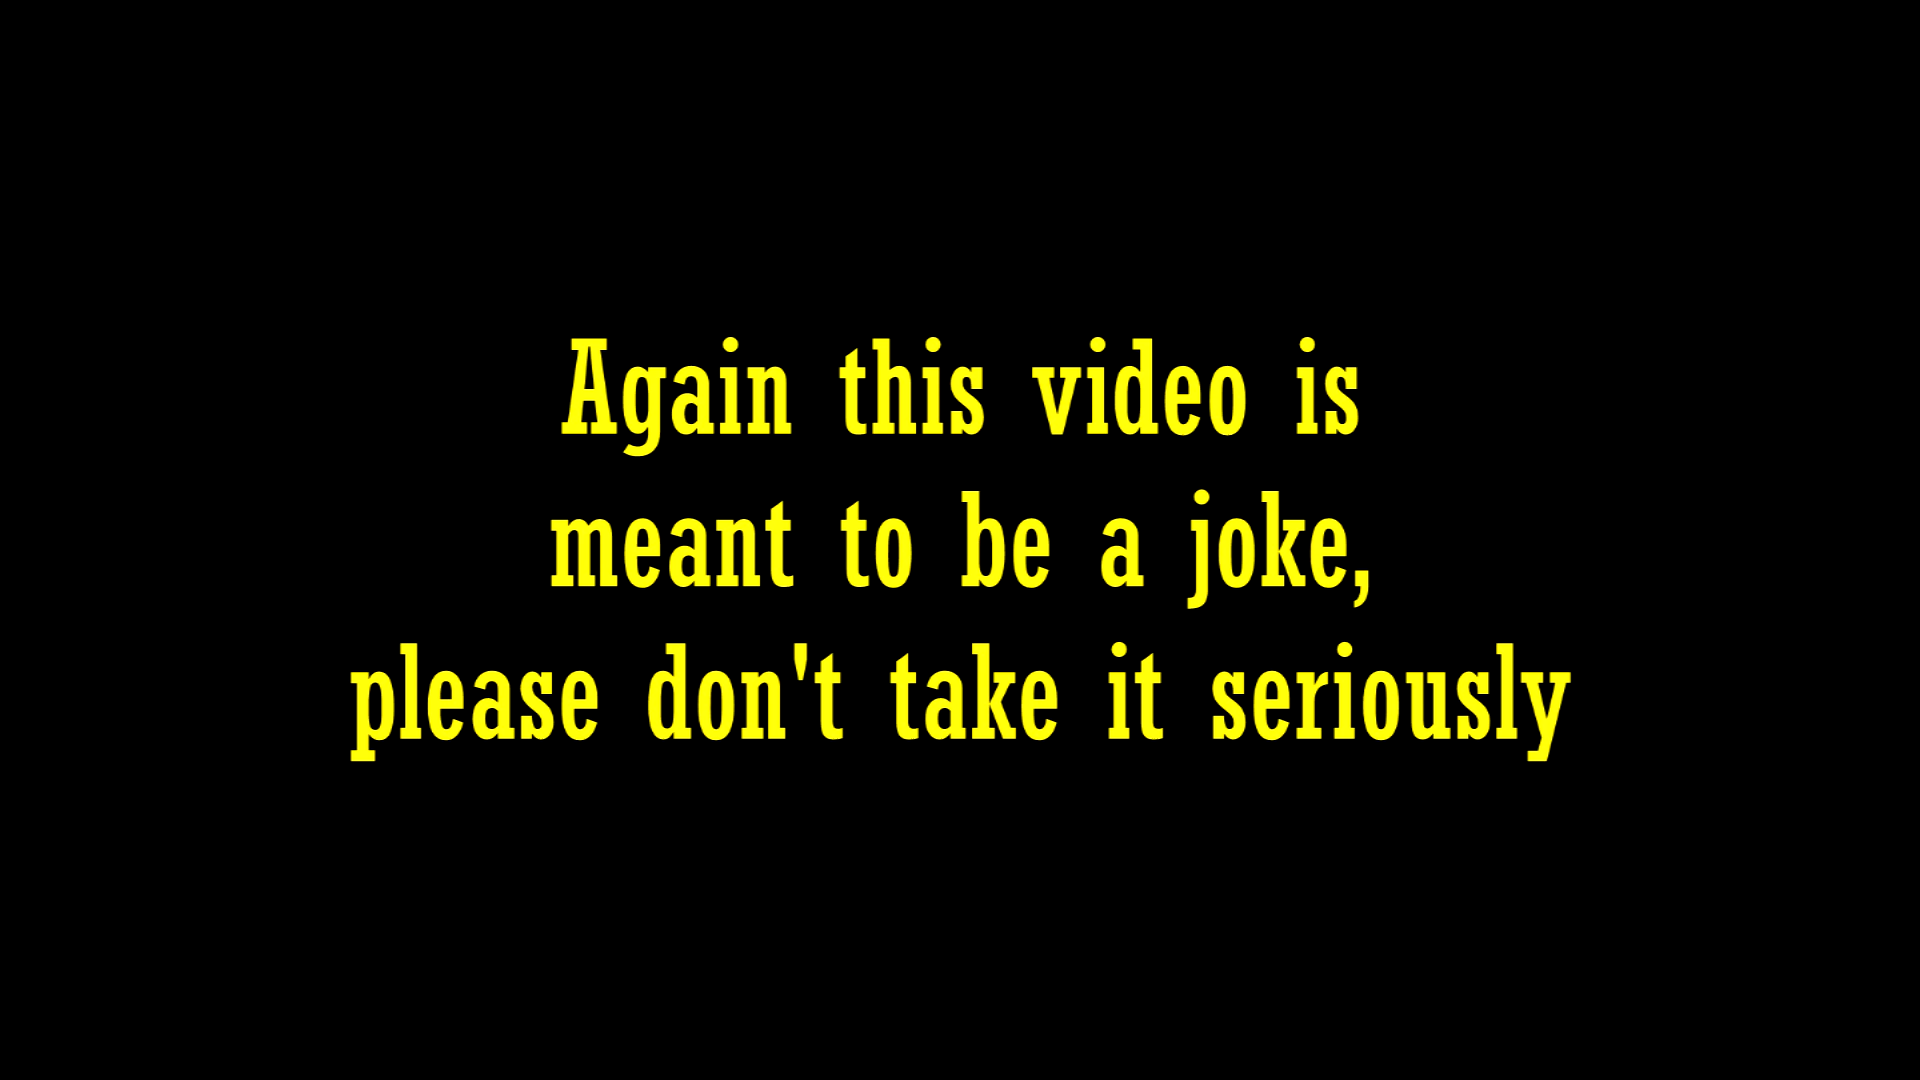 Again this video is
meant to be a joke,
please don't take it seriously